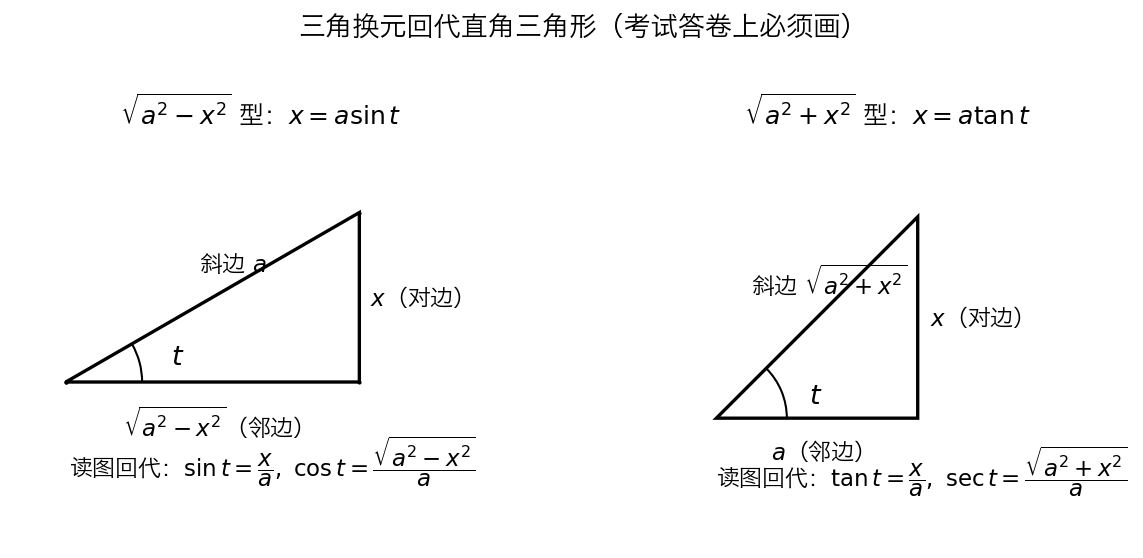 三角换元回代直角三角形（考试答卷上必须画）
√(a² − x²) 型：x = a sin t
斜边 a
x（对边）
t
√(a² − x²)（邻边）
读图回代：sin t = x/a, cos t = √(a² − x²)/a
√(a² + x²) 型：x = a tan t
斜边 √(a² + x²)
x（对边）
t
a（邻边）
读图回代：tan t = x/a, sec t = √(a² + x²)/a